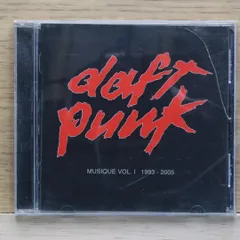 daft
punk
MUSIQUE VOL. I 1993 - 2005